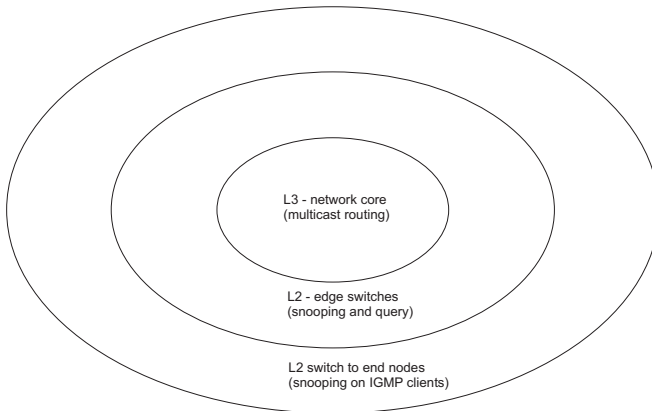 L3 - network core
(multicast routing)
L2 - edge switches
(snooping and query)
L2 switch to end nodes
(snooping on IGMP clients)